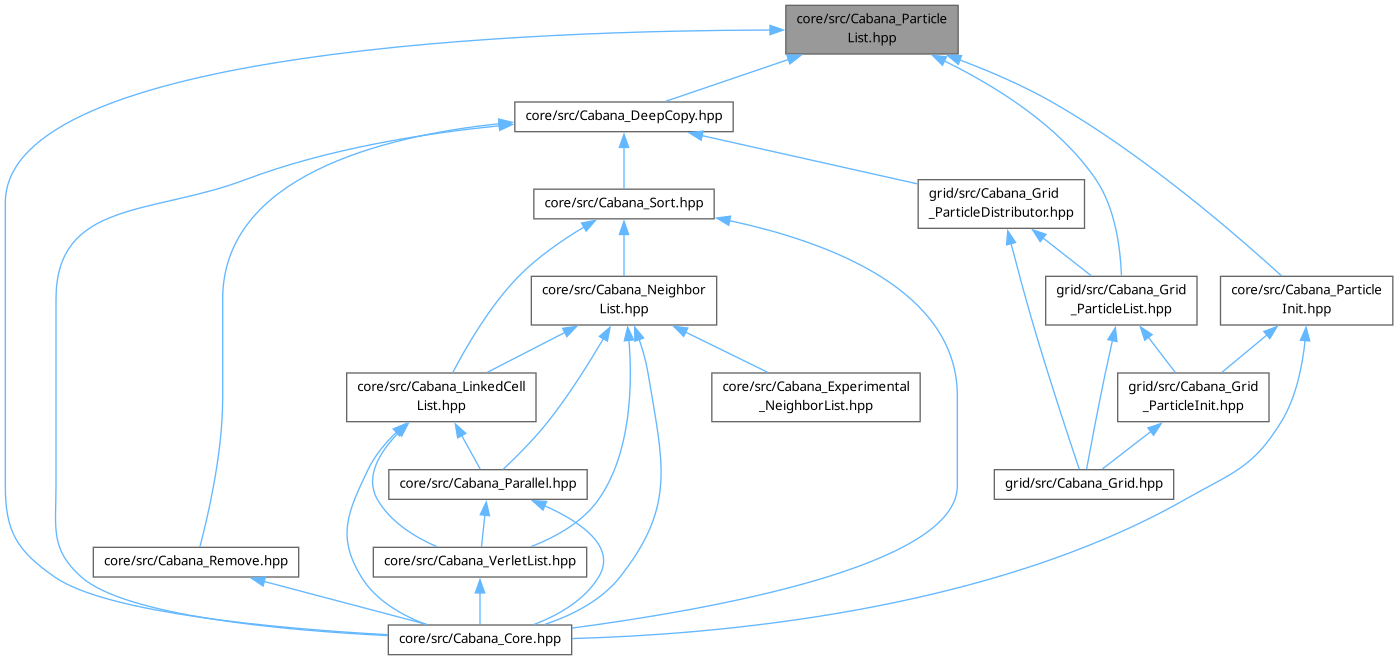 core/src/Cabana_Particle
List.hpp
core/src/Cabana_DeepCopy.hpp
core/src/Cabana_Sort.hpp
grid/src/Cabana_Grid
_ParticleDistributor.hpp
core/src/Cabana_Neighbor
List.hpp
grid/src/Cabana_Grid
_ParticleList.hpp
core/src/Cabana_Particle
Init.hpp
core/src/Cabana_LinkedCell
List.hpp
core/src/Cabana_Experimental
_NeighborList.hpp
grid/src/Cabana_Grid
_ParticleInit.hpp
core/src/Cabana_Parallel.hpp
grid/src/Cabana_Grid.hpp
core/src/Cabana_Remove.hpp
core/src/Cabana_VerletList.hpp
core/src/Cabana_Core.hpp